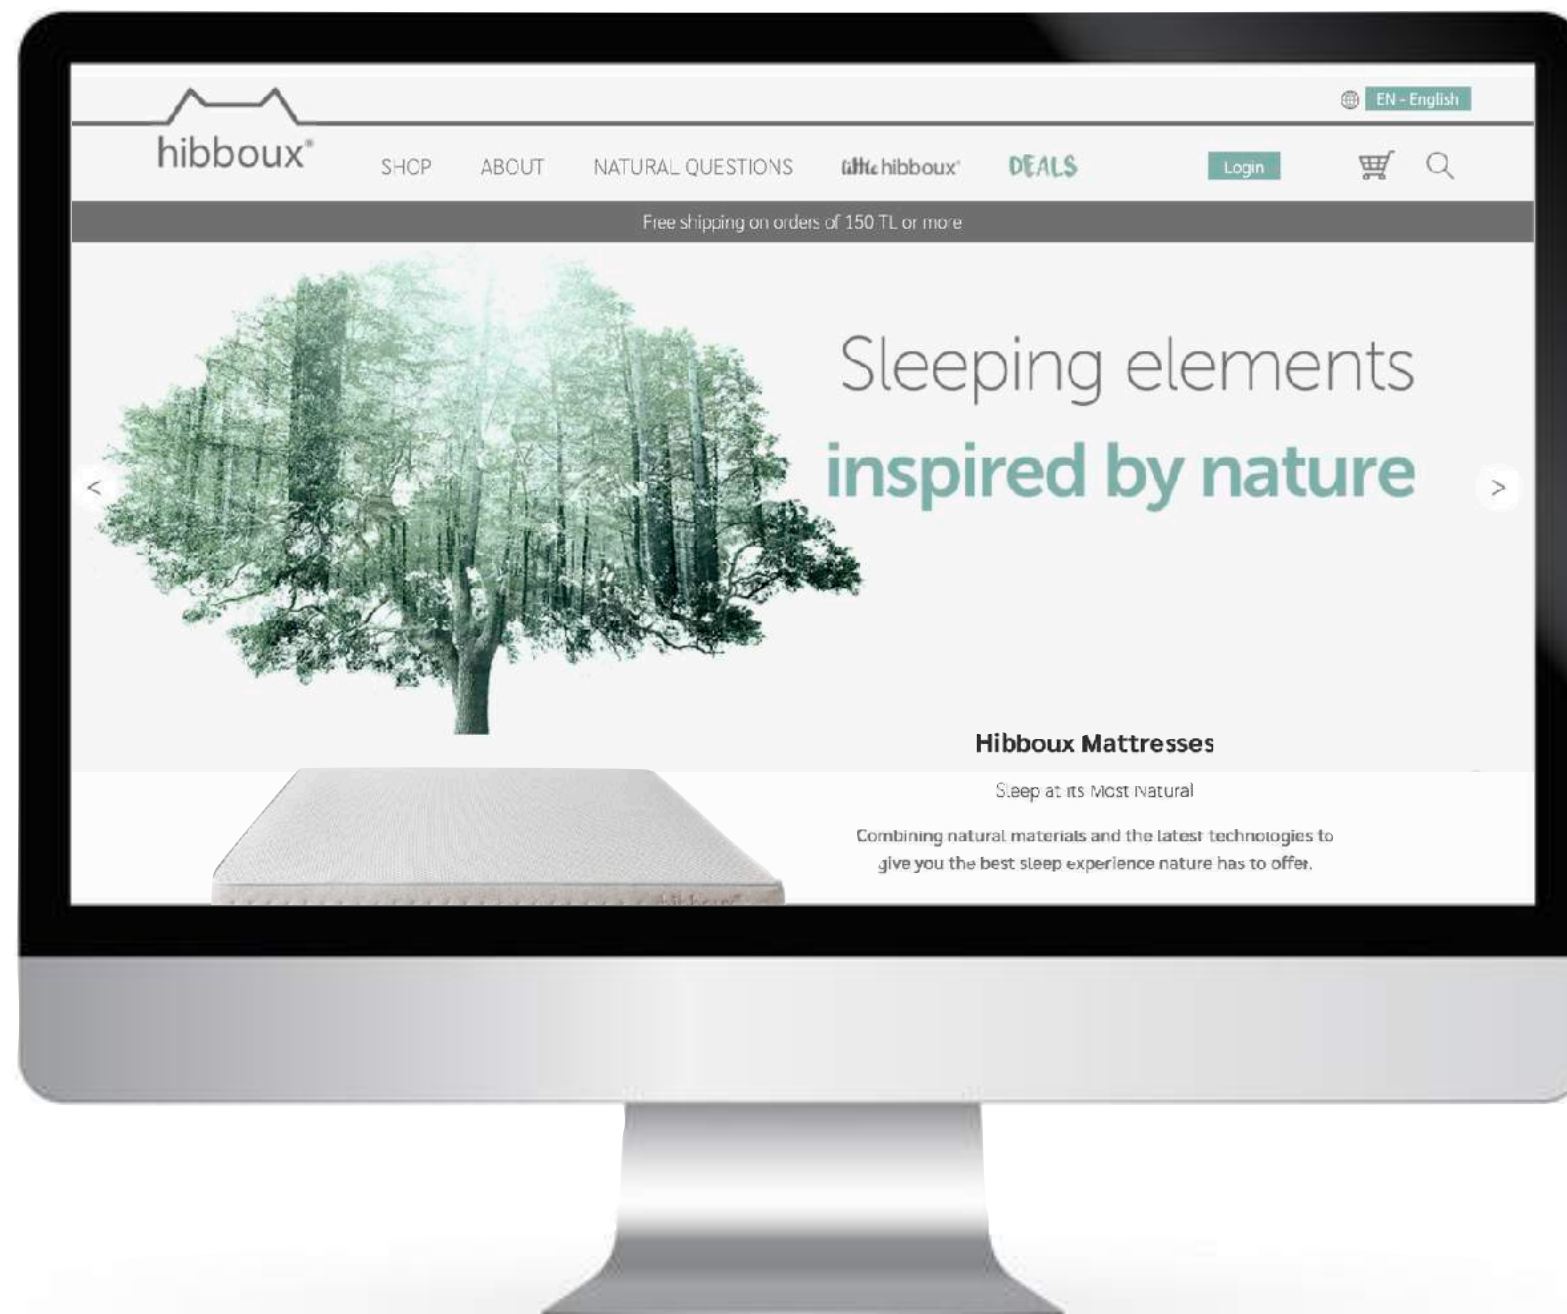 EN - English
hibboux®
SHOP ABOUT NATURAL QUESTIONS little hibboux® DEALS Login
Free shipping on orders of 150 TL or more
Sleeping elements
inspired by nature
< >
Hibboux Mattresses
Sleep at its Most Natural
Combining natural materials and the latest technologies to
give you the best sleep experience nature has to offer.
hibboux®